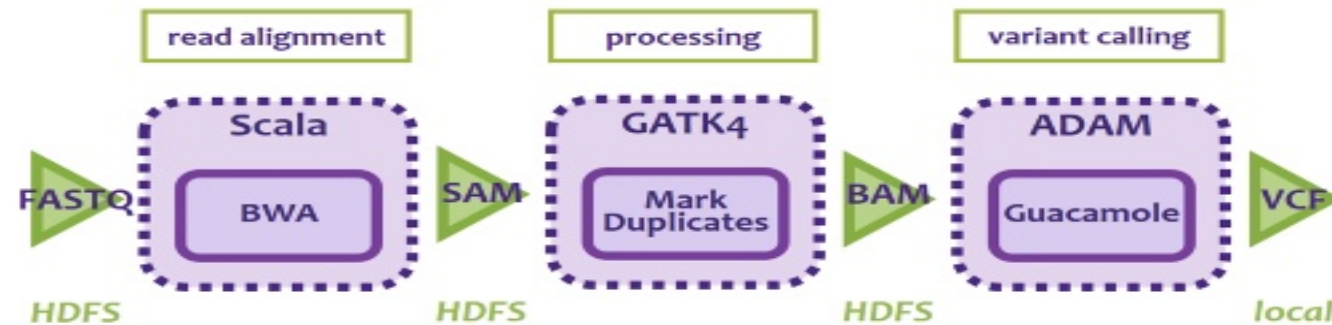 read alignment
processing
variant calling
Scala
GATK4
ADAM
FASTQ
BWA
SAM
Mark
Duplicates
BAM
Guacamole
VCF
HDFS
HDFS
HDFS
local